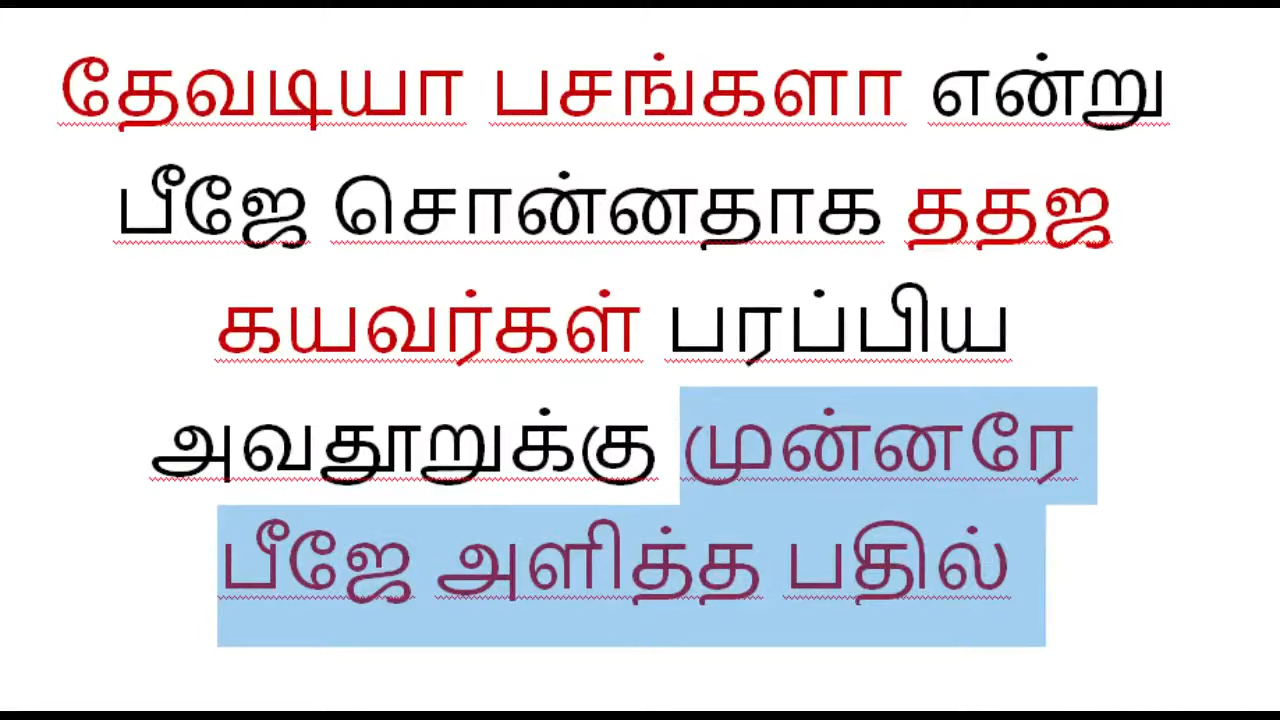 தேவடியா பசங்களா என்று
பீஜே சொன்னதாக ததஜ
கயவர்கள் பரப்பிய
அவதூறுக்கு முன்னரே
பீஜே அளித்த பதில்